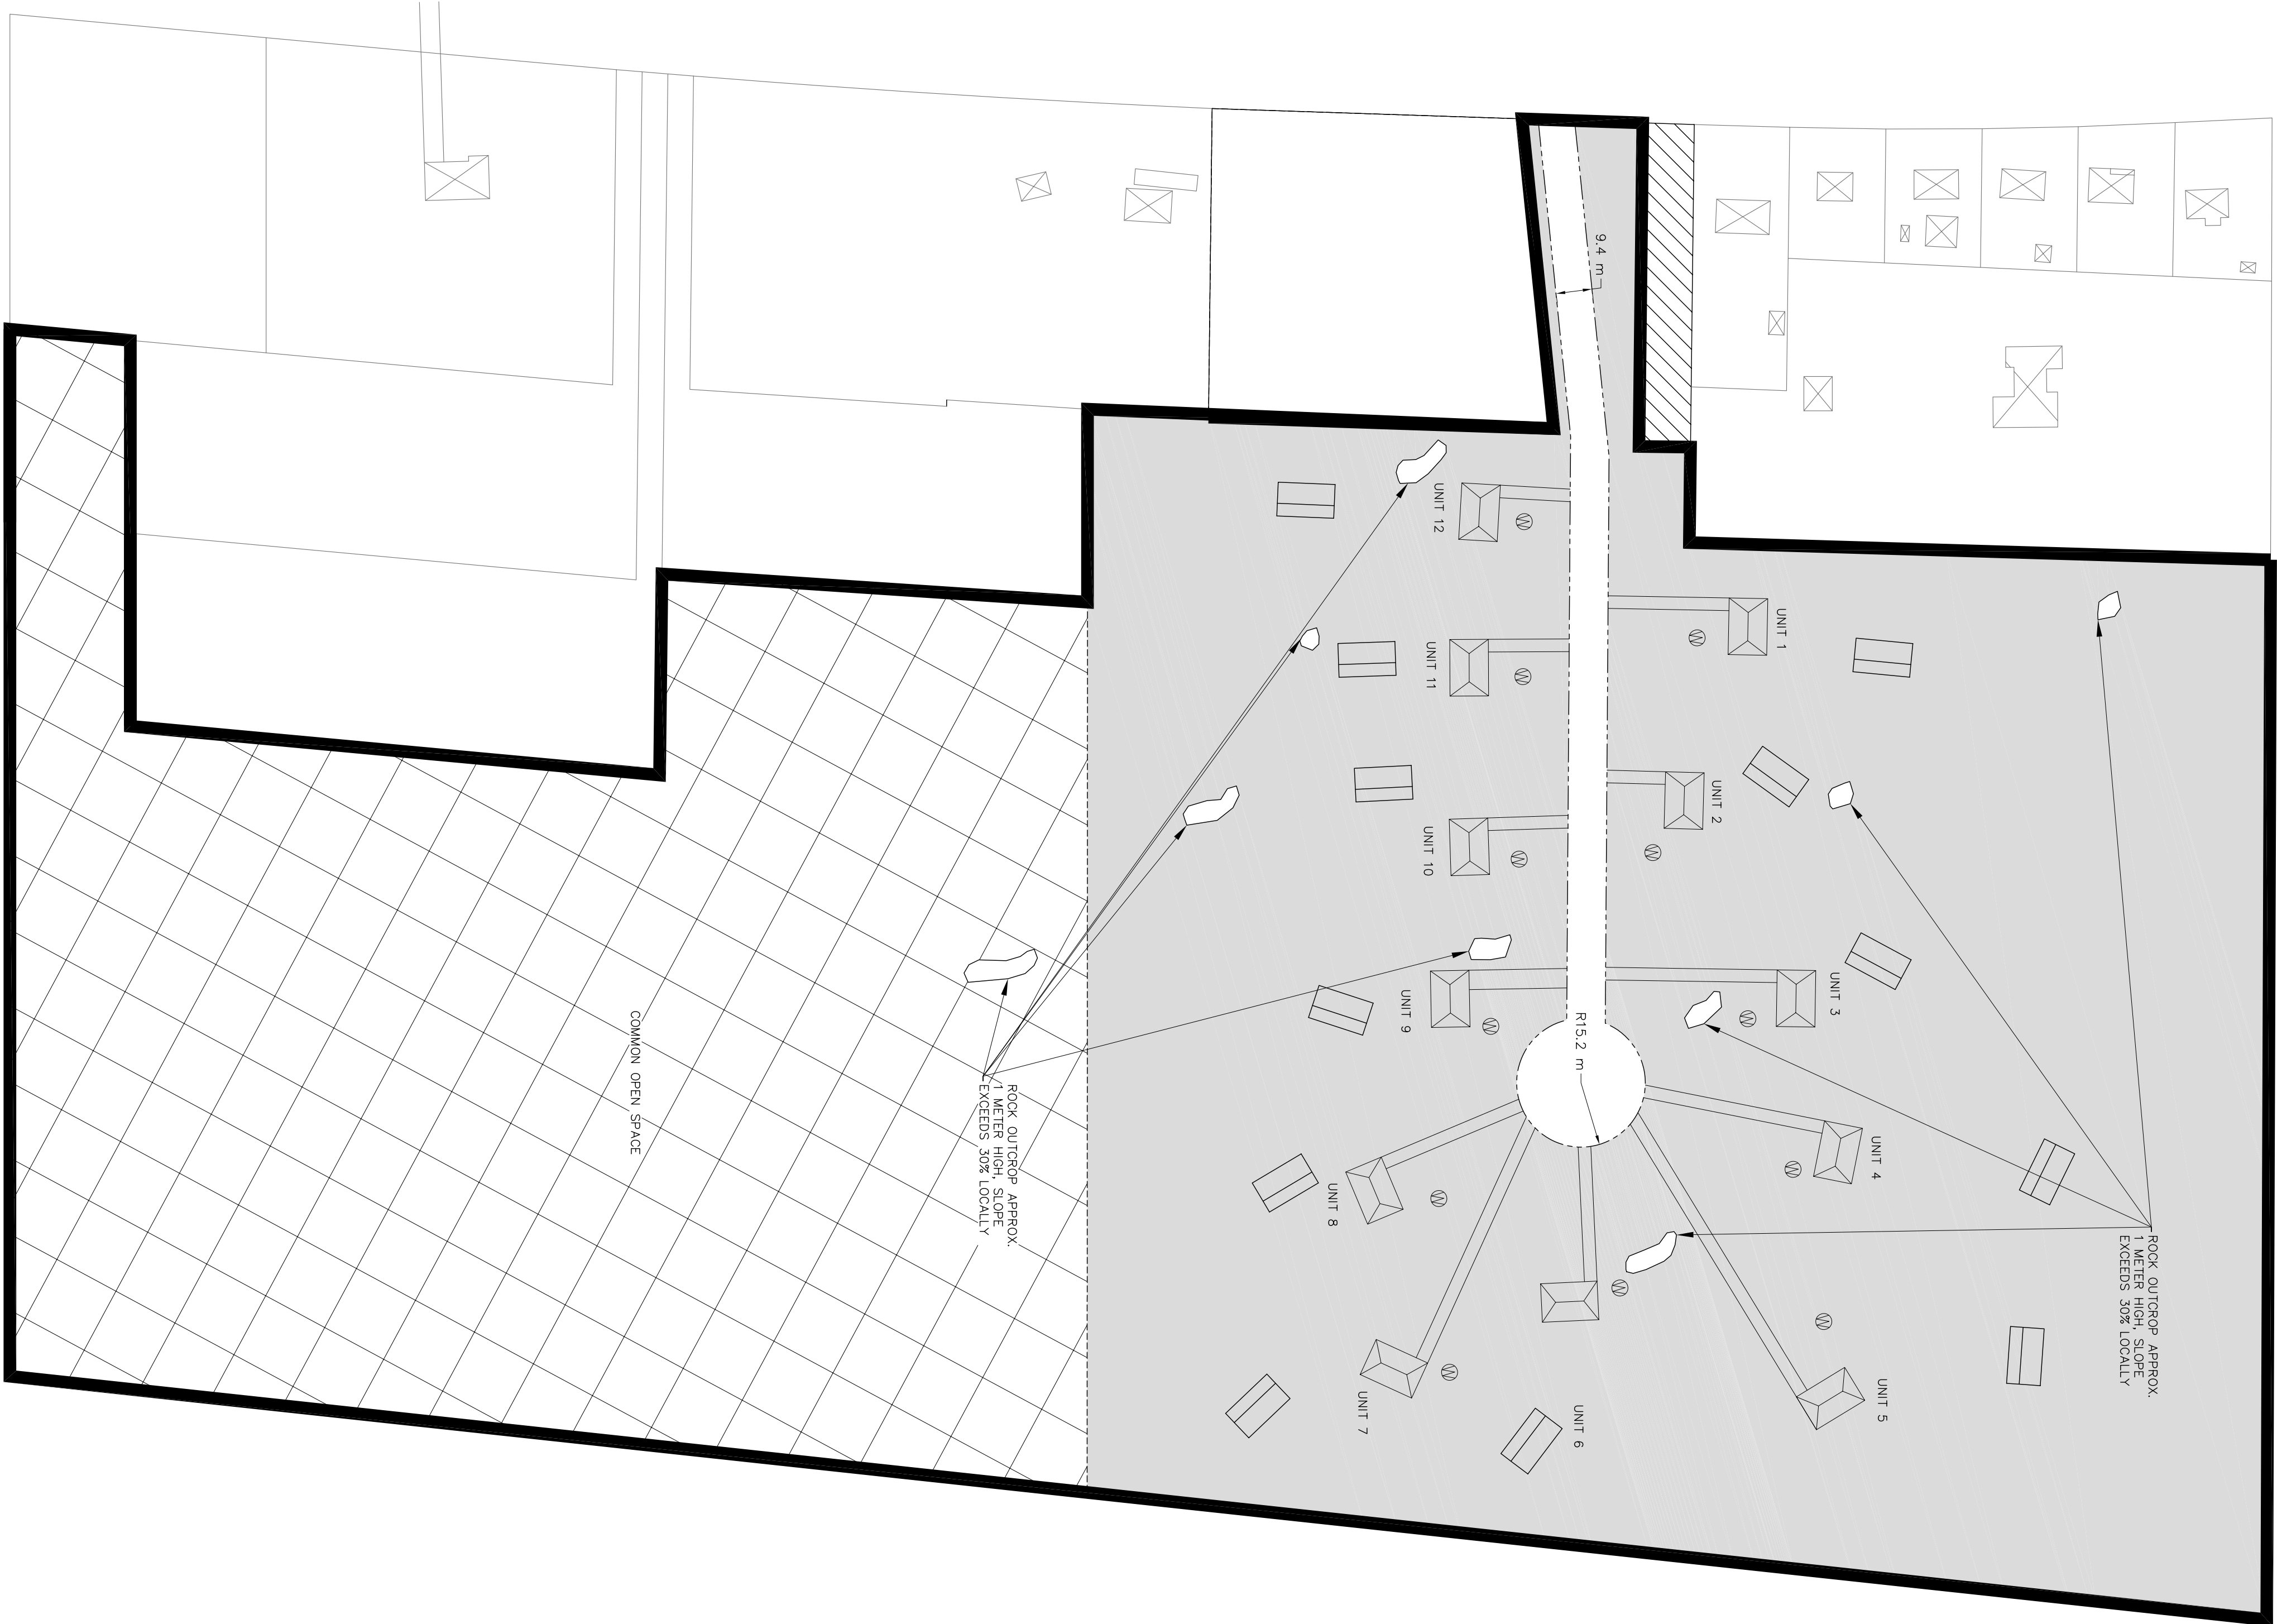 9.4 m
UNIT 12
UNIT 1
UNIT 11
UNIT 2
UNIT 10
UNIT 3
UNIT 9
R15.2 m
UNIT 4
UNIT 8
UNIT 5
UNIT 7
UNIT 6
W
W
W
W
W
W
W
W
W
W
W
W
COMMON OPEN SPACE
ROCK OUTCROP APPROX.
1 METER HIGH, SLOPE
EXCEEDS 30% LOCALLY
ROCK OUTCROP APPROX.
1 METER HIGH, SLOPE
EXCEEDS 30% LOCALLY